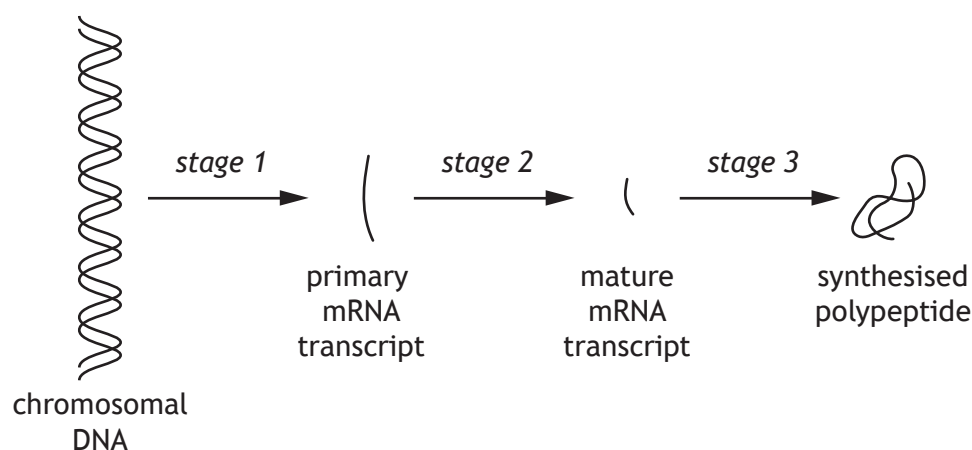 stage 1
stage 2
stage 3
primary
mRNA
transcript
mature
mRNA
transcript
synthesised
polypeptide
chromosomal
DNA